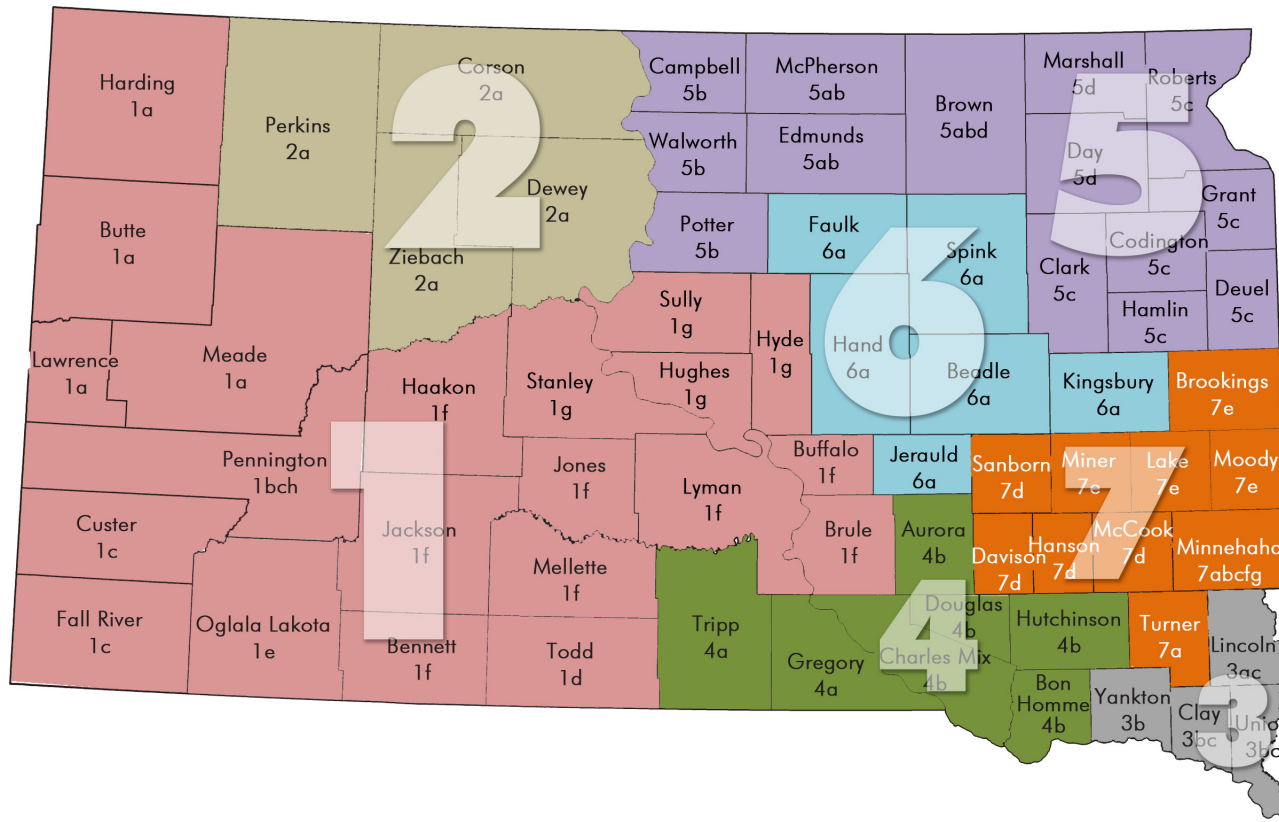 Harding
1a
Perkins
2a
Corson
2a
Campbell
5b
McPherson
5ab
Brown
5abd
Marshall
5d
Roberts
5c
2
5
Walworth
5b
Edmunds
5ab
Day
5d
Butte
1a
Dewey
2a
Grant
5c
Ziebach
2a
Potter
5b
Faulk
6a
Spink
6a
Clark
5c
Codington
5c
Hamlin
5c
Deuel
5c
6
Lawrence
1a
Meade
1a
Sully
1g
Hyde
1g
Hand
6a
Beadle
6a
Kingsbury
6a
Brookings
7e
Haakon
1f
Stanley
1g
Hughes
1g
Pennington
1bch
1
Jones
1f
Lyman
1f
Buffalo
1f
Jerauld
6a
Sanborn
7d
Miner
7e
Lake
7e
Moody
7e
7
Custer
1c
Jackson
1f
Mellette
1f
Brule
1f
Aurora
4b
Davison
7d
Hanson
7d
McCook
7d
Minnehaha
7abcfg
Fall River
1c
Oglala Lakota
1e
Bennett
1f
Todd
1d
Tripp
4a
Gregory
4a
4
Douglas
4b
Charles Mix
4b
Hutchinson
4b
Turner
7a
Lincoln
3ac
Bon
Homme
4b
Yankton
3b
Clay
3bc
3